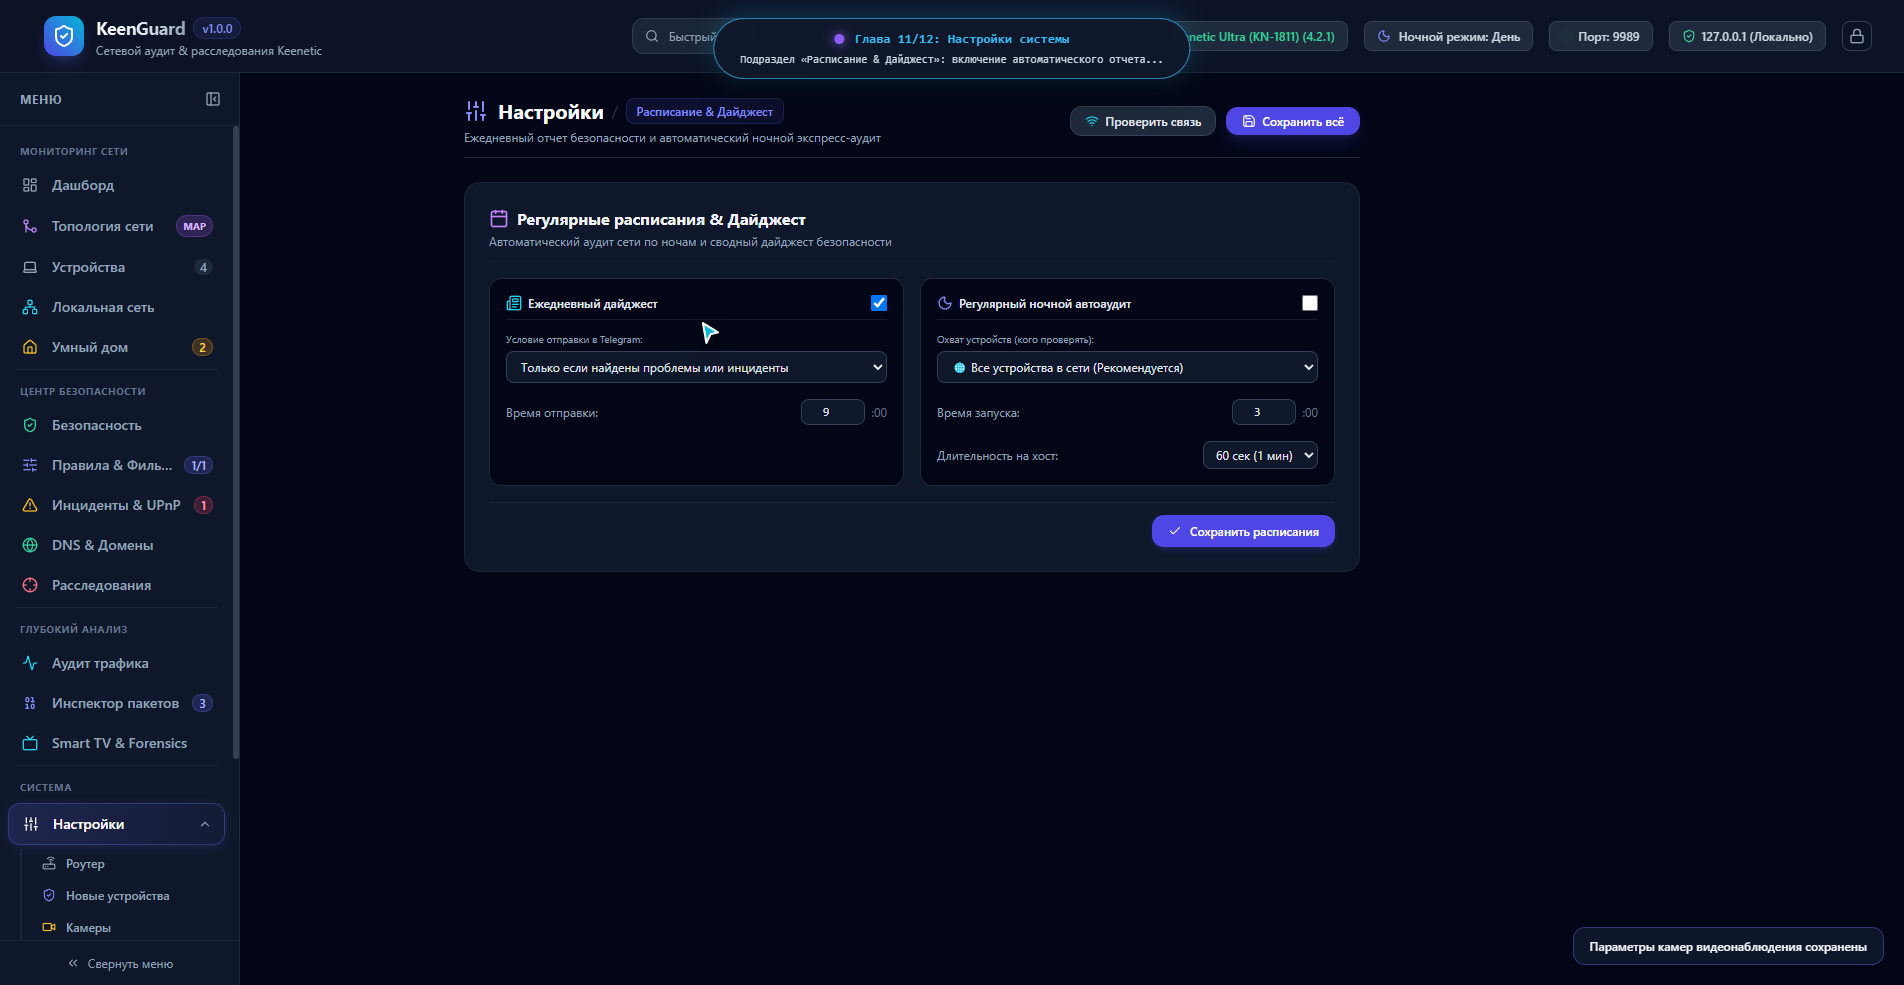 KeenGuard v1.0.0
Сетевой аудит & расследования Keenetic
Быстрый
Глава 11/12: Настройки системы
Подраздел «Расписание & Дайджест»: включение автоматического отчета...
netic Ultra (KN-1811) (4.2.1)
Ночной режим: День
Порт: 9989
127.0.0.1 (Локально)
МЕНЮ
МОНИТОРИНГ СЕТИ
Дашборд
Топология сети MAP
Устройства 4
Локальная сеть
Умный дом 2
ЦЕНТР БЕЗОПАСНОСТИ
Безопасность
Правила & Филь... 1/1
Инциденты & UPnP 1
DNS & Домены
Расследования
ГЛУБОКИЙ АНАЛИЗ
Аудит трафика
Инспектор пакетов 3
Smart TV & Forensics
СИСТЕМА
Настройки
Роутер
Новые устройства
Камеры
« Свернуть меню
Настройки / Расписание & Дайджест
Ежедневный отчет безопасности и автоматический ночной экспресс-аудит
Проверить связь
Сохранить всё
Регулярные расписания & Дайджест
Автоматический аудит сети по ночам и сводный дайджест безопасности
Ежедневный дайджест
Условие отправки в Telegram:
Только если найдены проблемы или инциденты
Время отправки: 9 :00
Регулярный ночной автоаудит
Охват устройств (кого проверять):
Все устройства в сети (Рекомендуется)
Время запуска: 3 :00
Длительность на хост: 60 сек (1 мин)
Сохранить расписания
Параметры камер видеонаблюдения сохранены